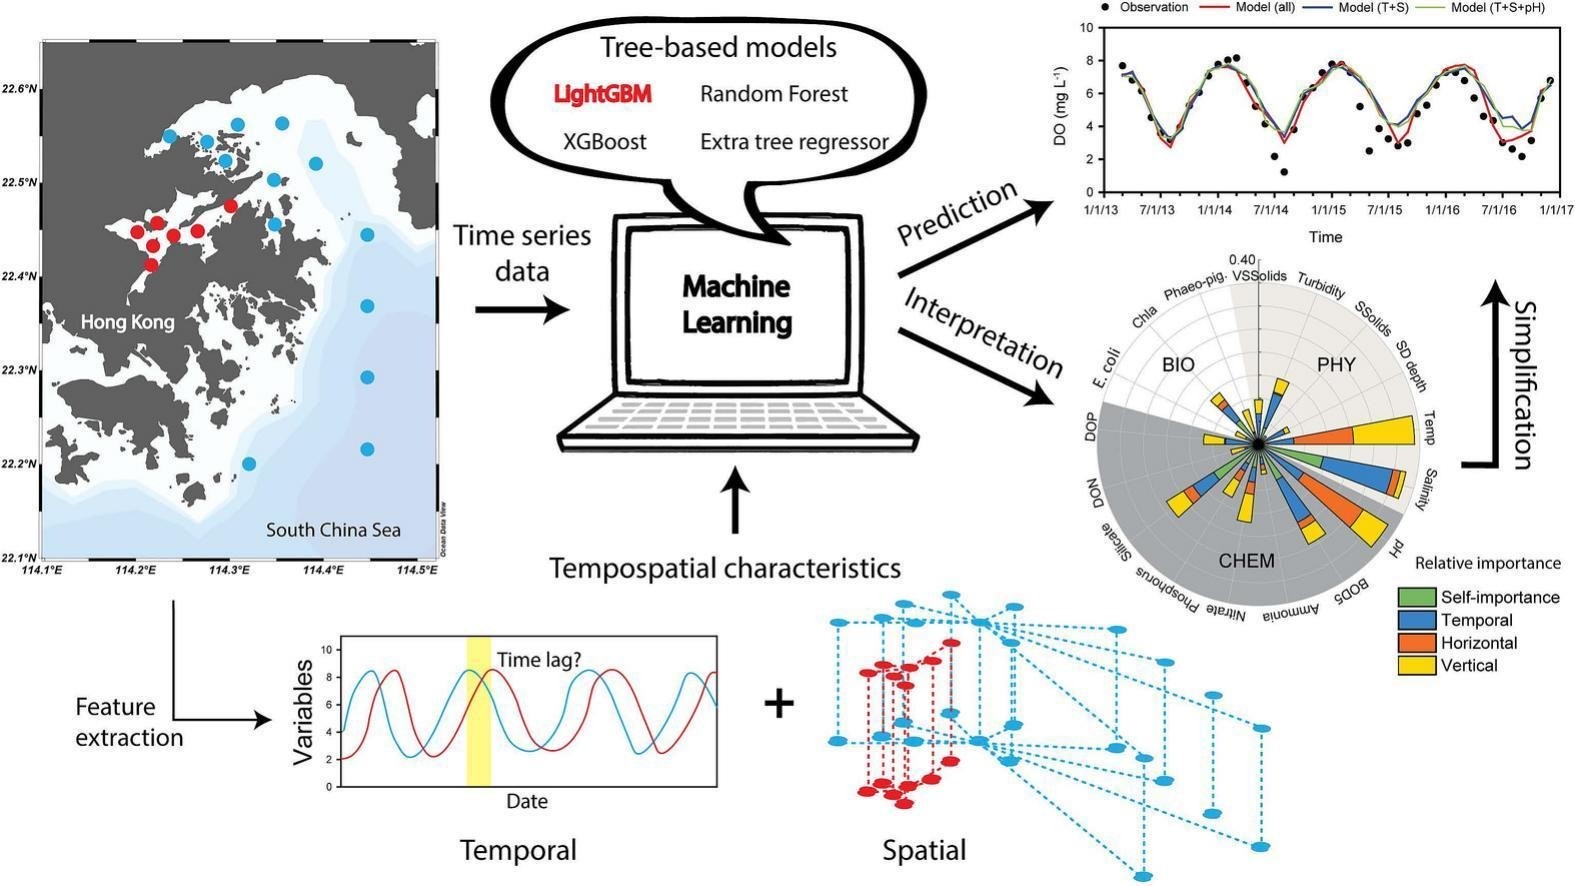 Tree-based models
LightGBM Random Forest
XGBoost Extra tree regressor
Machine
Learning
Time series
data
Prediction
Interpretation
Simplification
Tempospatial characteristics
22.6°N
22.5°N
22.4°N
22.3°N
22.2°N
22.1°N
114.1°E 114.2°E 114.3°E 114.4°E 114.5°E
Hong Kong
South China Sea
Ocean Data View
Observation Model (all) Model (T+S) Model (T+S+pH)
DO (mg L⁻¹)
10
8
6
4
2
0
1/1/13 7/1/13 1/1/14 7/1/14 1/1/15 7/1/15 1/1/16 7/1/16 1/1/17
Time
0.40
VSSolids
Turbidity
SSolids
SD depth
Temp
Salinity
pH
BOD5
Ammonia
Nitrate
Phosphorus
Silicate
DON
DOP
E. coli
Chla
Phaeo-pig.
BIO
PHY
CHEM
Relative importance
Self-importance
Temporal
Horizontal
Vertical
Feature
extraction
Variables
10
8
6
4
2
0
Time lag?
Date
Temporal
+
Spatial